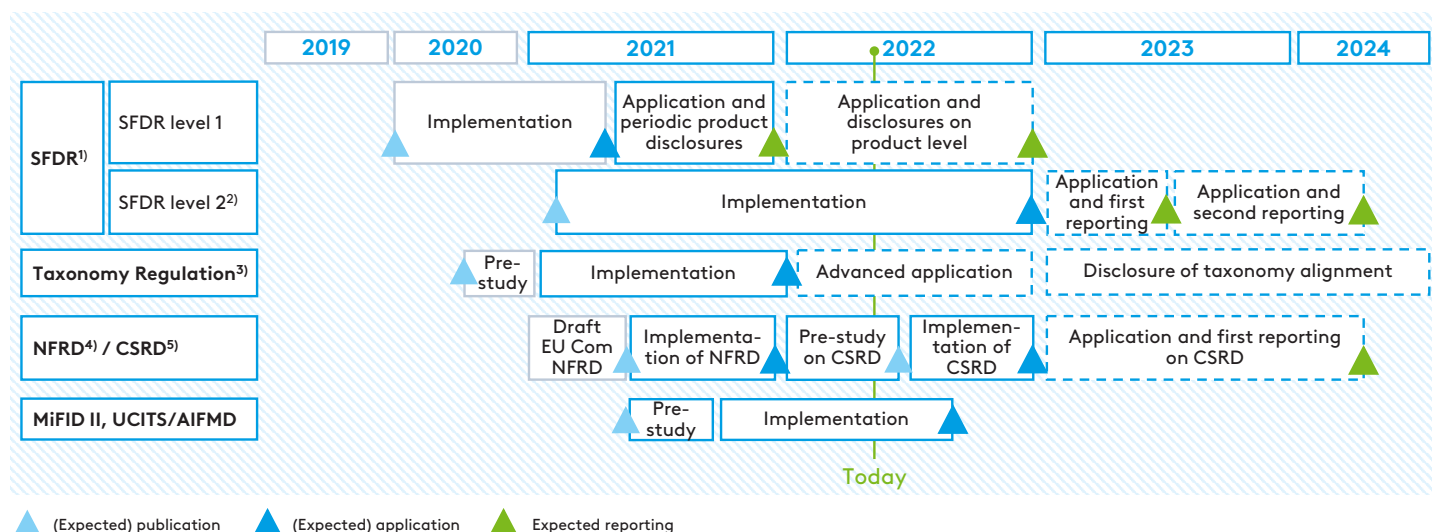 2019 2020 2021 2022 2023 2024
SFDR1)
SFDR level 1
Implementation
Application and
periodic product
disclosures
Application and
disclosures on
product level
SFDR level 22)
Implementation
Application
and first
reporting
Application and
second reporting
Taxonomy Regulation3)
Pre-
study
Implementation
Advanced application
Disclosure of taxonomy alignment
NFRD4) / CSRD5)
Draft
EU Com
NFRD
Implementa-
tion of NFRD
Pre-study
on CSRD
Implemen-
tation of
CSRD
Application and first reporting
on CSRD
MiFID II, UCITS/AIFMD
Pre-
study
Implementation
Today
(Expected) publication
(Expected) application
Expected reporting